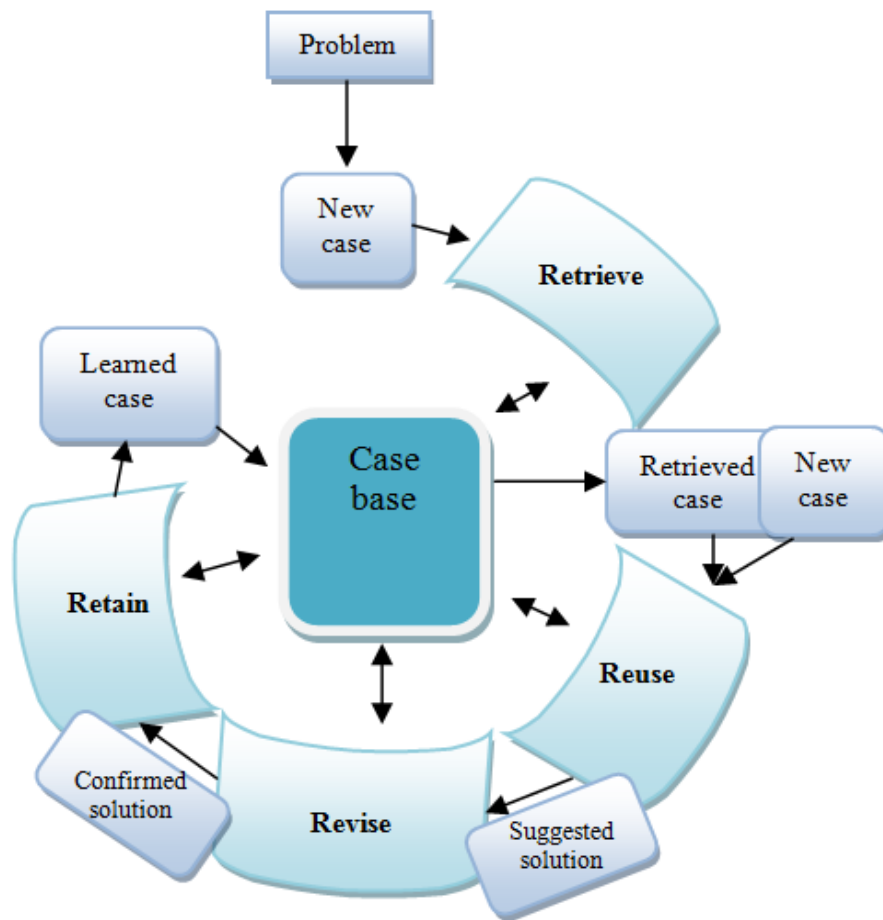 Problem
New
case
Retrieve
Learned
case
Case
base
Retrieved
case
New
case
Retain
Reuse
Confirmed
solution
Revise
Suggested
solution